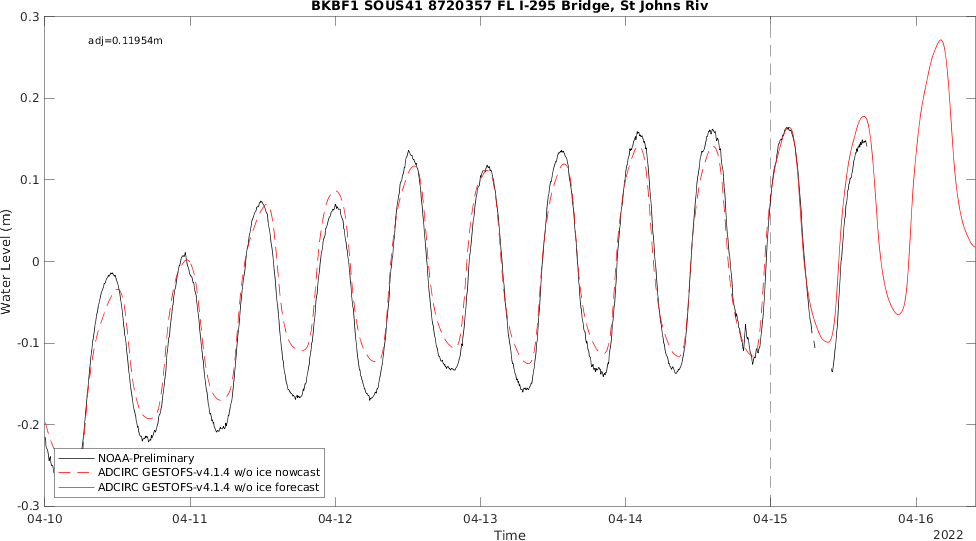 BKBF1 SOUS41 8720357 FL I-295 Bridge, St Johns Riv
adj=0.11954m
0.3
0.2
0.1
0
-0.1
-0.2
-0.3
Water Level (m)
NOAA-Preliminary
ADCIRC GESTOFS-v4.1.4 w/o ice nowcast
ADCIRC GESTOFS-v4.1.4 w/o ice forecast
04-10 04-11 04-12 04-13 04-14 04-15 04-16
Time
2022